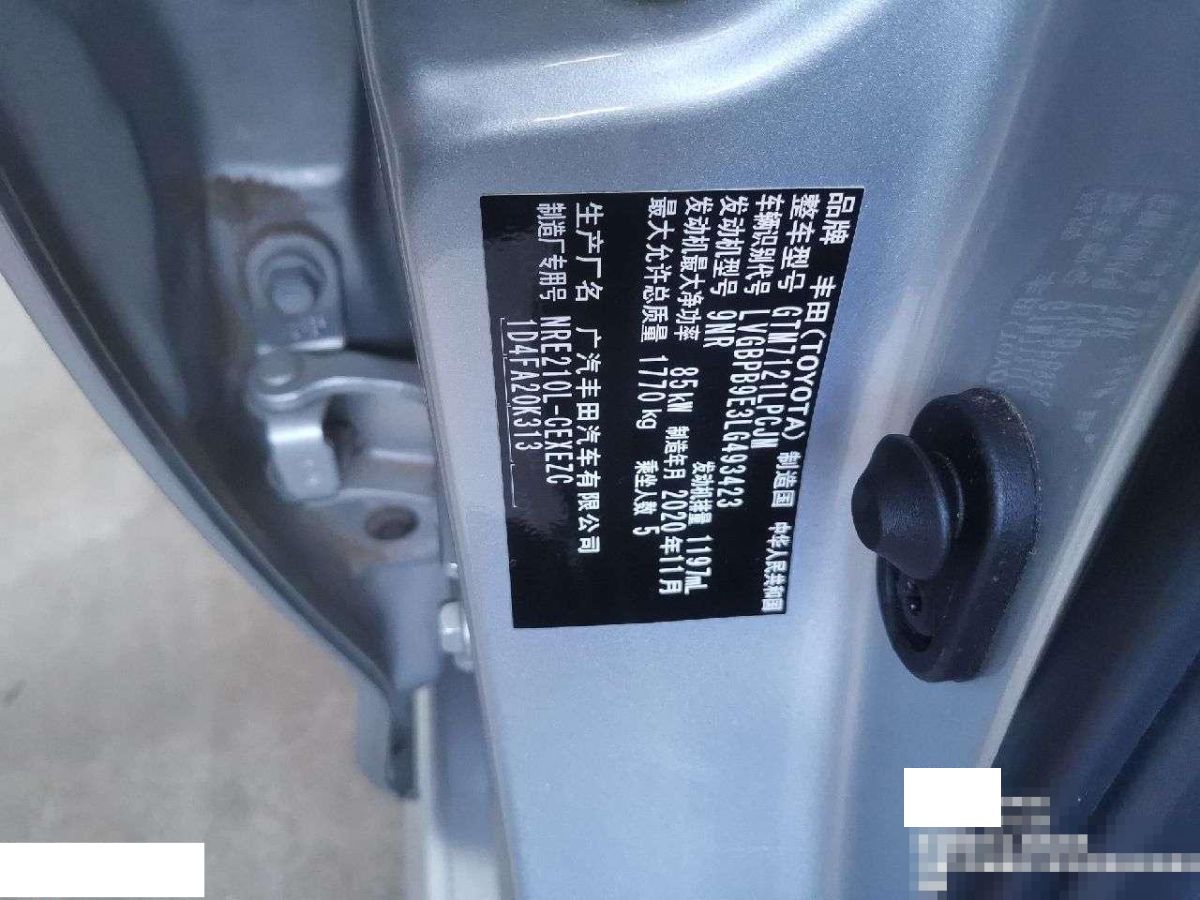 品牌 丰田(TOYOTA) 制造国 中华人民共和国
整车型号 GTM7121LPCJM
车辆识别代号 LVGBPB9E3LG493423
发动机型号 9NR 发动机排量 1197mL
发动机最大净功率 85kW 制造年月 2020年11月
最大允许总质量 1770kg 乘坐人数 5
生产厂名 广汽丰田汽车有限公司
制造厂专用号 NRE210L-GEXEZC
1D4FA20K313